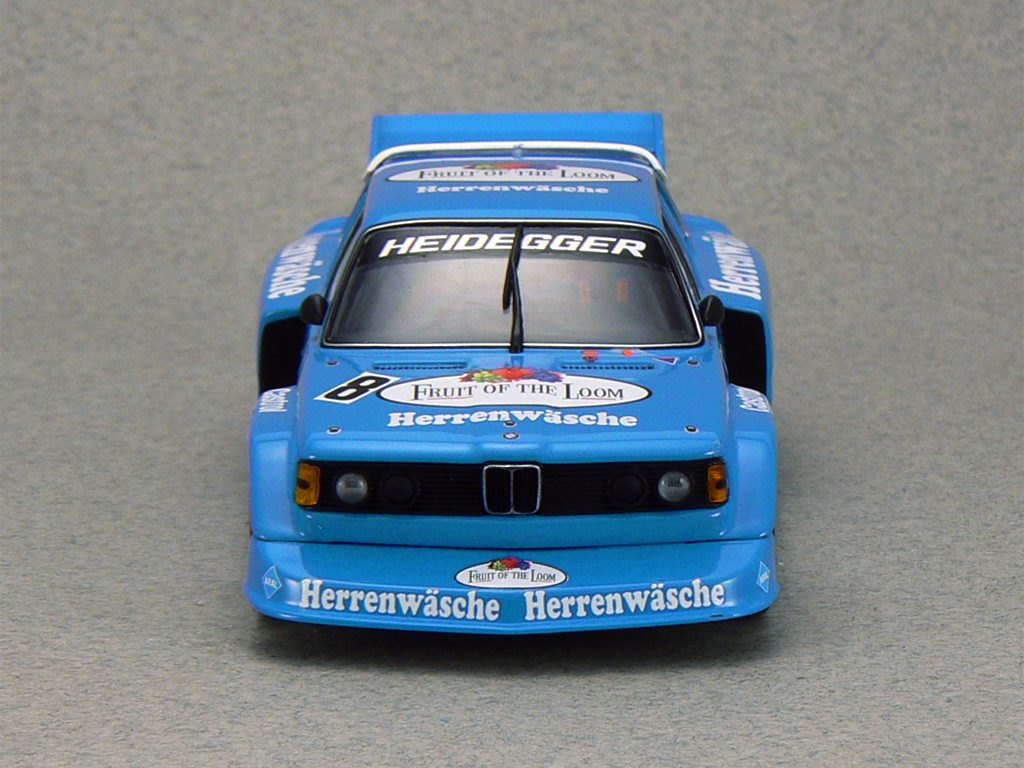 FRUIT OF THE LOOM
Herrenwäsche
HEIDEGGER
Herrenwäsche
8
FRUIT OF THE LOOM
Herrenwäsche
Castrol
FRUIT OF THE LOOM
Herrenwäsche Herrenwäsche